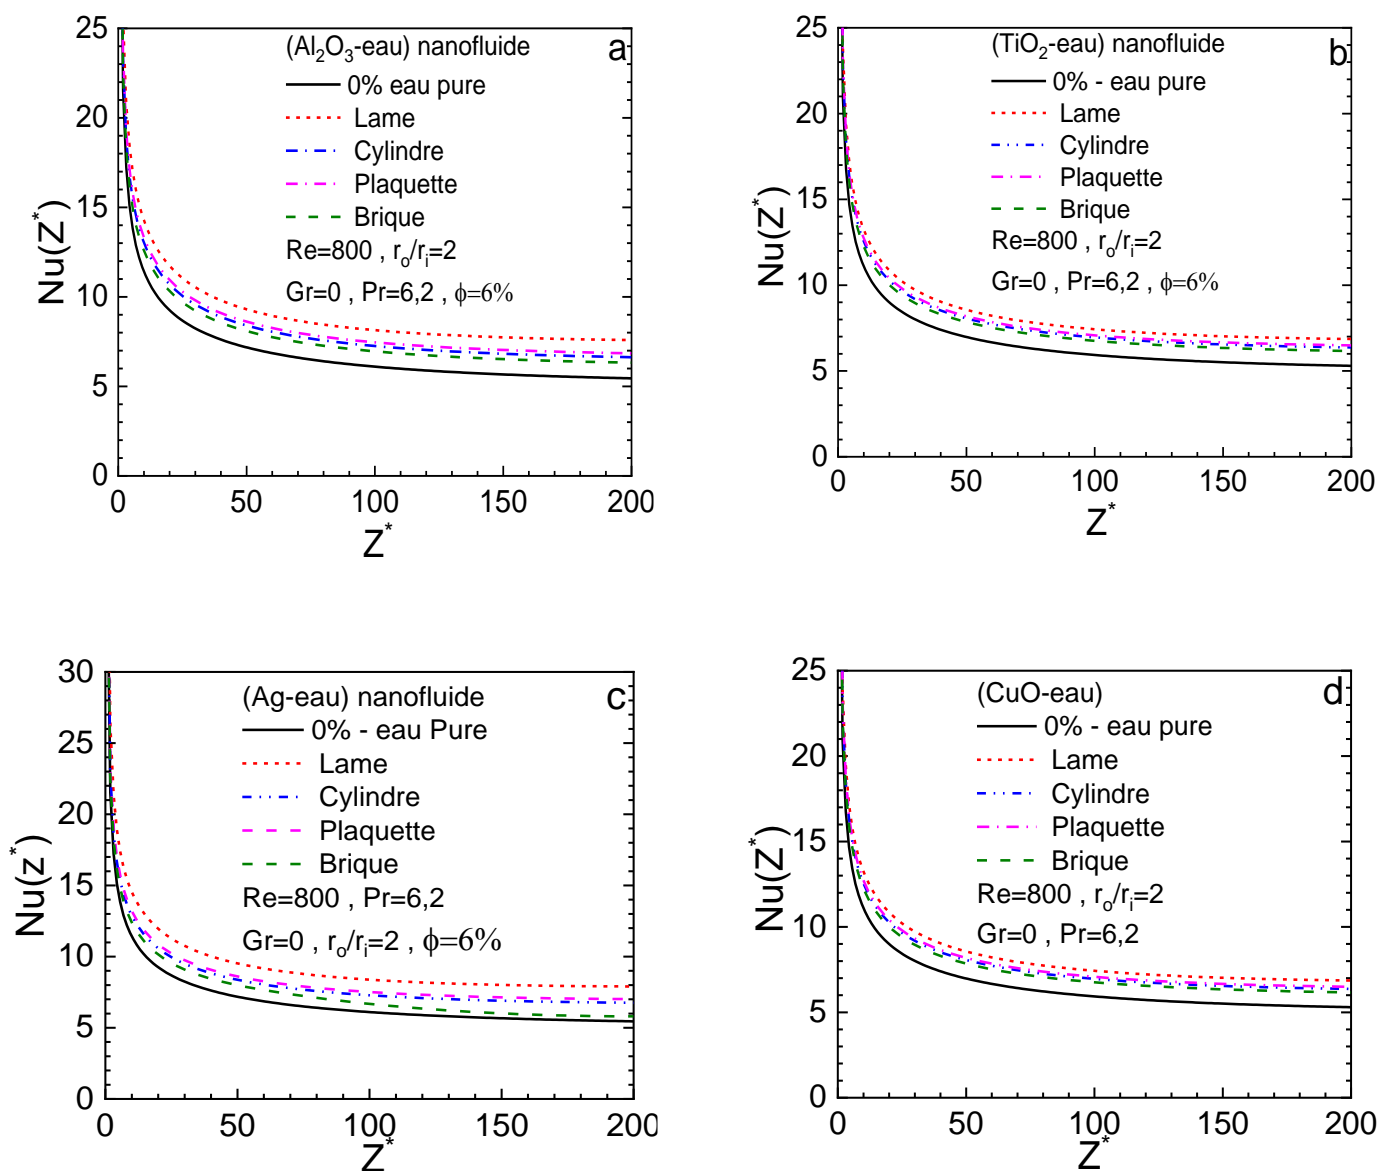 a
(Al₂O₃-eau) nanofluide
0% eau pure
Lame
Cylindre
Plaquette
Brique
Re=800 , rₒ/rᵢ=2
Gr=0 , Pr=6,2 , ϕ=6%
Nu(Z*)
25
20
15
10
5
0
0 50 100 150 200
Z*
b
(TiO₂-eau) nanofluide
0% - eau pure
Lame
Cylindre
Plaquette
Brique
Re=800 , rₒ/rᵢ=2
Gr=0 , Pr=6,2 , ϕ=6%
Nu(Z*)
25
20
15
10
5
0
0 50 100 150 200
Z*
c
(Ag-eau) nanofluide
0% - eau Pure
Lame
Cylindre
Plaquette
Brique
Re=800 , Pr=6,2
Gr=0 , rₒ/rᵢ=2 , ϕ=6%
Nu(z*)
30
25
20
15
10
5
0
0 50 100 150 200
Z*
d
(CuO-eau)
0% - eau pure
Lame
Cylindre
Plaquette
Brique
Re=800 , rₒ/rᵢ=2
Gr=0 , Pr=6,2
Nu(Z*)
25
20
15
10
5
0
0 50 100 150 200
Z*